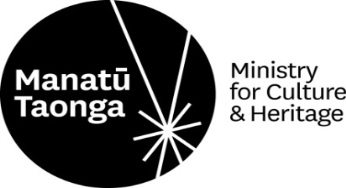 Manatū
Taonga
Ministry
for Culture
& Heritage